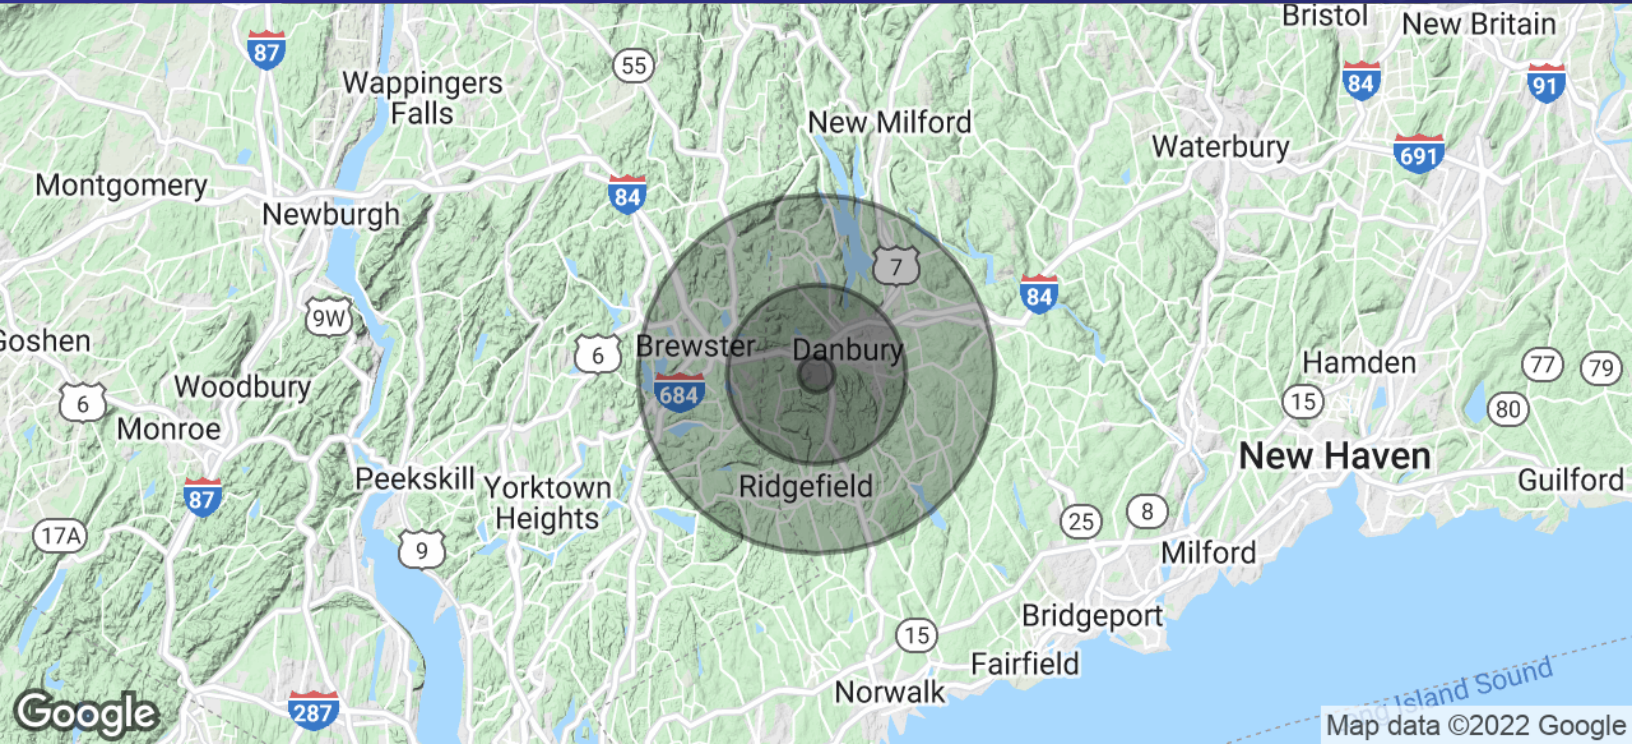 Bristol
New Britain
87
55
84
91
Wappingers
Falls
New Milford
Waterbury
691
Montgomery
84
Newburgh
7
84
9W
Goshen
6
Brewster
Danbury
Hamden
77
79
Woodbury
684
6
15
80
Monroe
New Haven
Peekskill
Yorktown
Heights
Ridgefield
Guilford
87
25
8
17A
9
Milford
Bridgeport
15
Fairfield
Norwalk
Island Sound
Google
287
Map data ©2022 Google